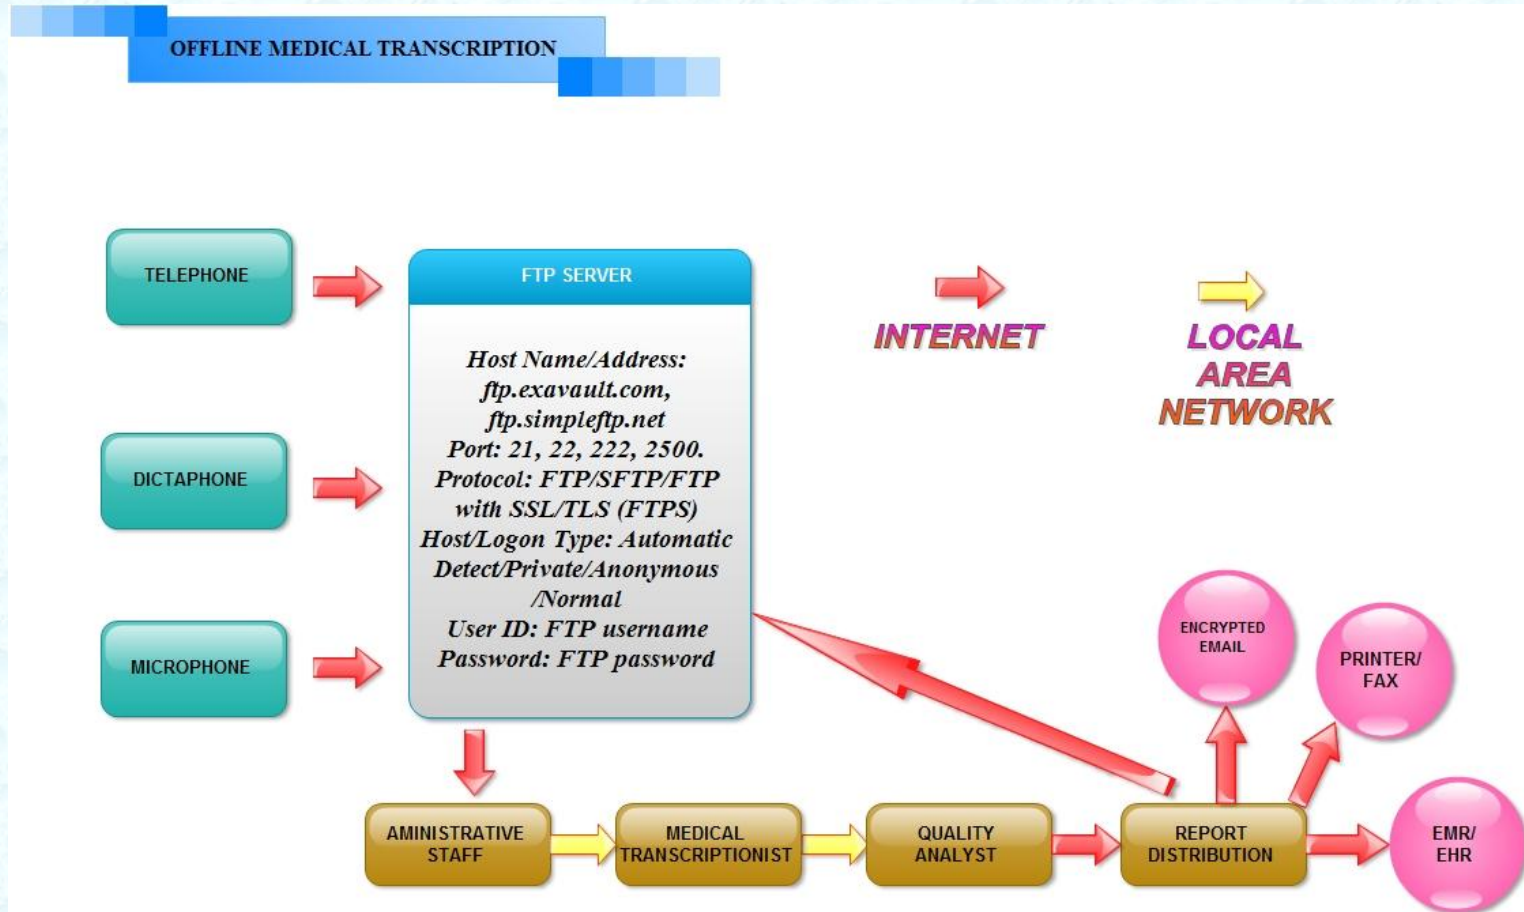 OFFLINE MEDICAL TRANSCRIPTION
TELEPHONE
DICTAPHONE
MICROPHONE
FTP SERVER
Host Name/Address:
ftp.exavault.com,
ftp.simpleftp.net
Port: 21, 22, 222, 2500.
Protocol: FTP/SFTP/FTP
with SSL/TLS (FTPS)
Host/Logon Type: Automatic
Detect/Private/Anonymous
/Normal
User ID: FTP username
Password: FTP password
INTERNET
LOCAL
AREA
NETWORK
AMINISTRATIVE
STAFF
MEDICAL
TRANSCRIPTIONIST
QUALITY
ANALYST
REPORT
DISTRIBUTION
ENCRYPTED
EMAIL
PRINTER/
FAX
EMR/
EHR